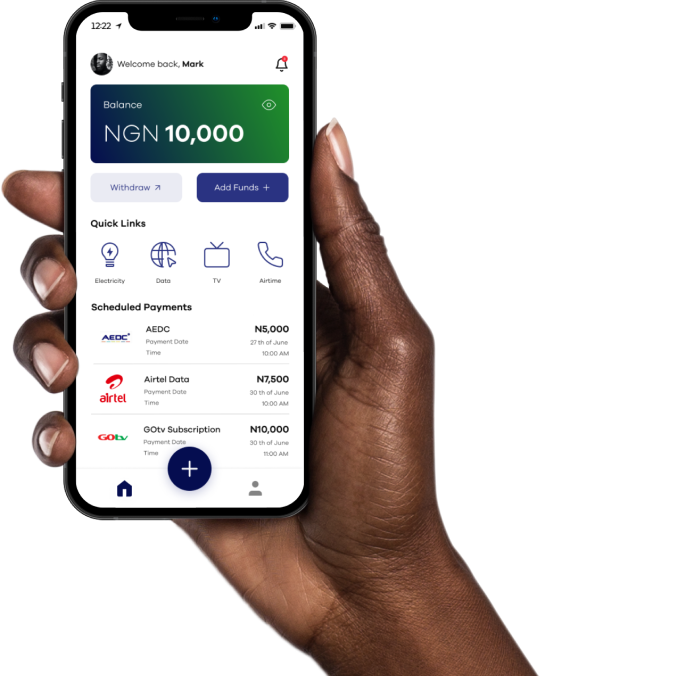 12:22
Welcome back, Mark
Balance
NGN 10,000
Withdraw
Add Funds +
Quick Links
Electricity
Data
TV
Airtime
Scheduled Payments
AEDC
AEDC
N5,000
Payment Date
27 th of June
Time
10:00 AM
airtel
Airtel Data
N7,500
Payment Date
30 th of June
Time
10:00 AM
GOtv
GOtv Subscription
N10,000
Payment Date
30 th of June
Time
11:00 AM